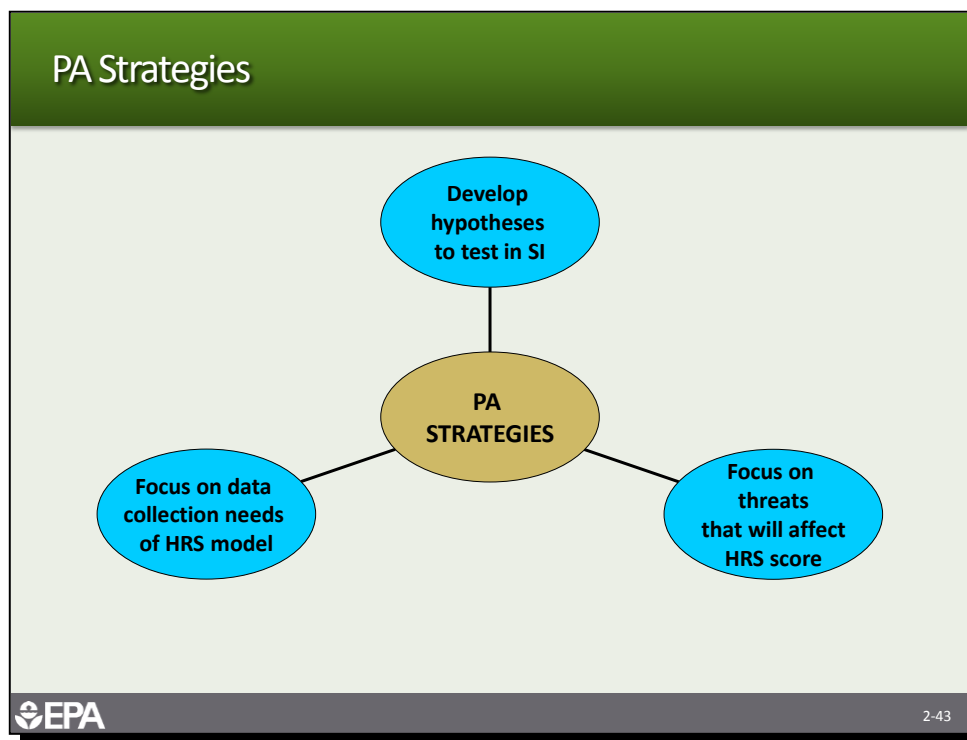 PA Strategies
Develop
hypotheses
to test in SI
PA
STRATEGIES
Focus on data
collection needs
of HRS model
Focus on
threats
that will affect
HRS score
EPA
2-43